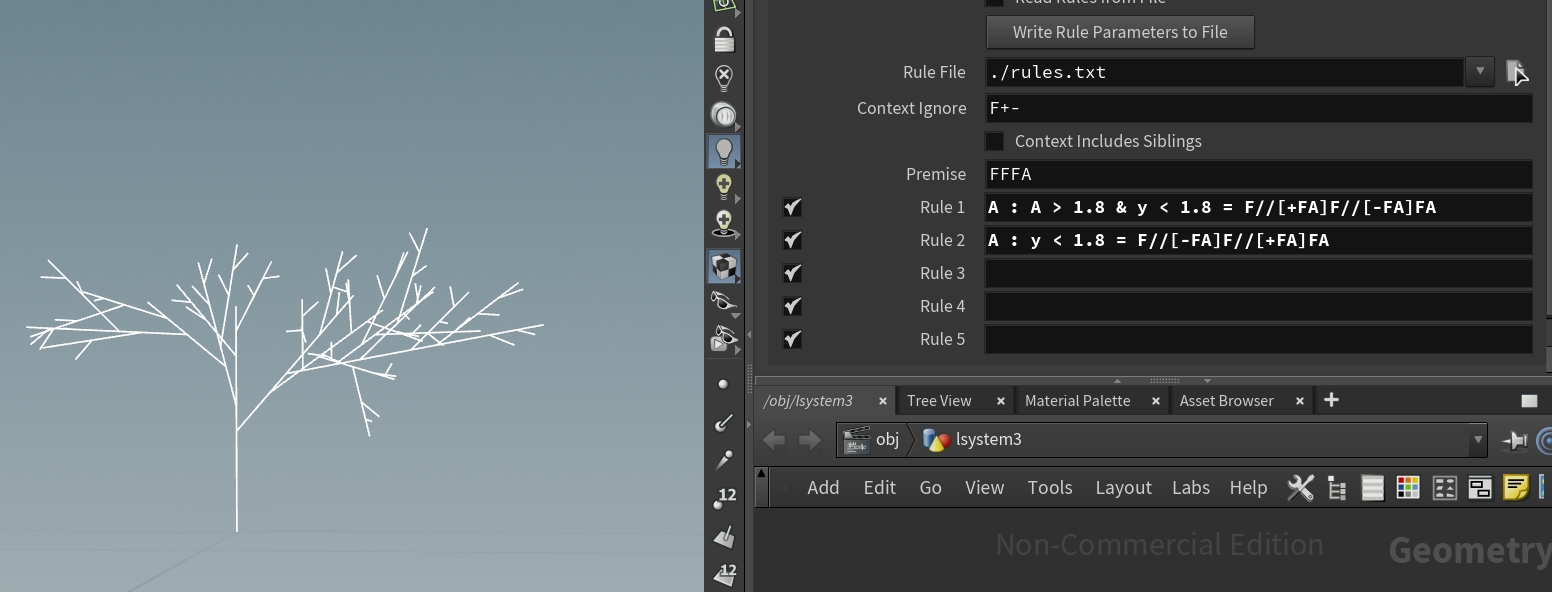 Read Rules from File
Write Rule Parameters to File
Rule File ./rules.txt
Context Ignore F+-
Context Includes Siblings
Premise FFFA
Rule 1 A : A > 1.8 & y < 1.8 = F//[+FA]F//[-FA]FA
Rule 2 A : y < 1.8 = F//[-FA]F//[+FA]FA
Rule 3
Rule 4
Rule 5
/obj/lsystem3 × Tree View × Material Palette × Asset Browser × +
obj lsystem3
Add Edit Go View Tools Layout Labs Help
Non-Commercial Edition Geometry
12
12